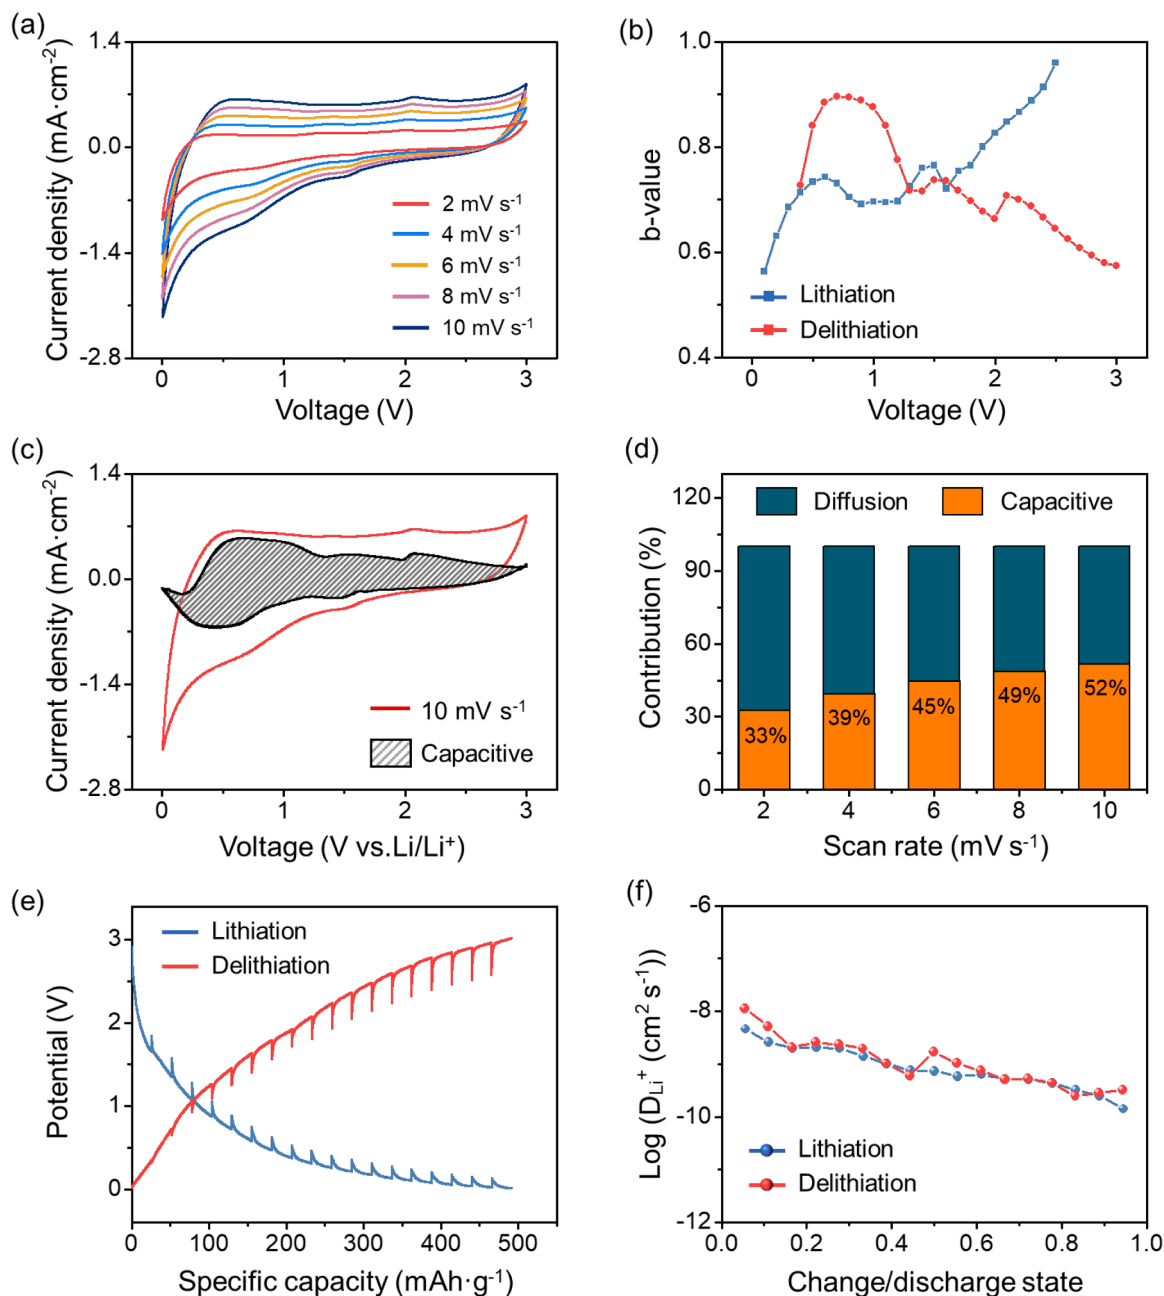 (a)
1.4
0.0
-1.4
-2.8
Current density (mA·cm⁻²)
2 mV s⁻¹
4 mV s⁻¹
6 mV s⁻¹
8 mV s⁻¹
10 mV s⁻¹
0 1 2 3
Voltage (V)
(b)
1.0
0.8
0.6
0.4
b-value
Lithiation
Delithiation
0 1 2 3
Voltage (V)
(c)
1.4
0.0
-1.4
-2.8
Current density (mA·cm⁻²)
10 mV s⁻¹
Capacitive
0 1 2 3
Voltage (V vs.Li/Li⁺)
(d)
120
90
60
30
0
Contribution (%)
Diffusion Capacitive
33% 39% 45% 49% 52%
2 4 6 8 10
Scan rate (mV s⁻¹)
(e)
3
2
1
0
Potential (V)
Lithiation
Delithiation
0 100 200 300 400 500
Specific capacity (mAh·g⁻¹)
(f)
-6
-8
-10
-12
Log (D_Li⁺ (cm² s⁻¹))
Lithiation
Delithiation
0.0 0.2 0.4 0.6 0.8 1.0
Change/discharge state